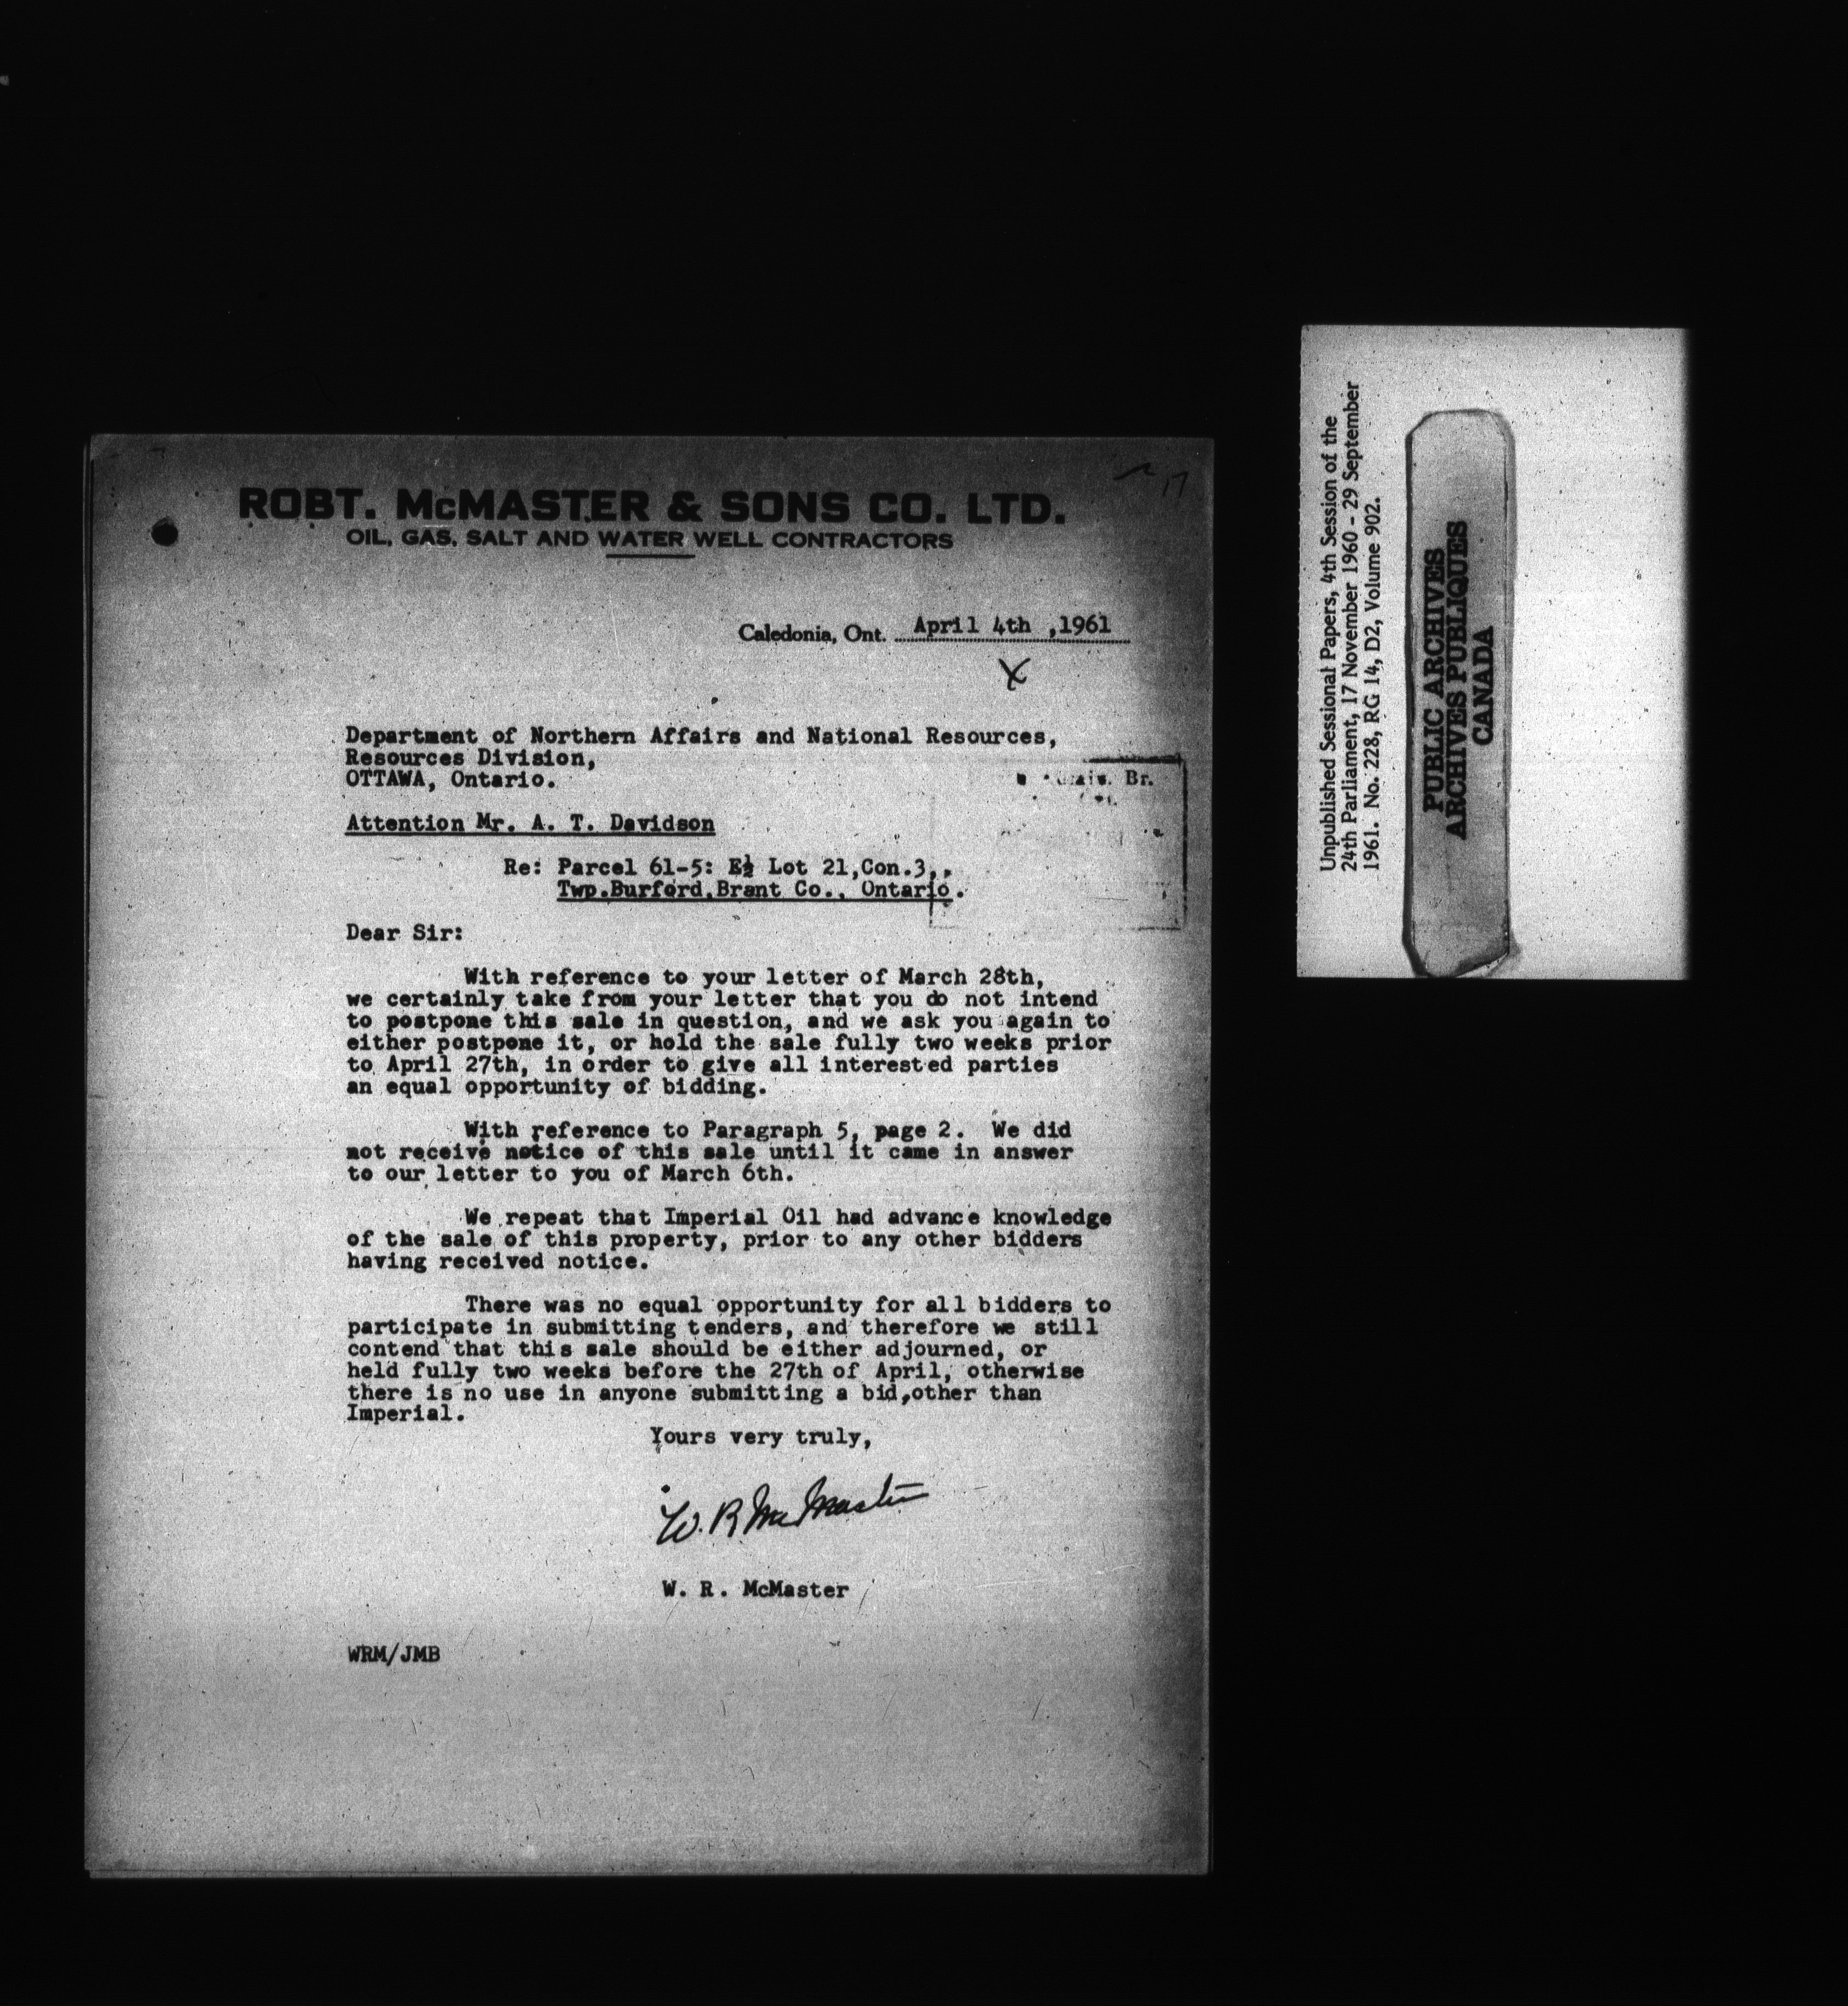 17
ROBT. McMASTER & SONS CO. LTD.
OIL, GAS, SALT AND WATER WELL CONTRACTORS
Caledonia, Ont. April 4th ,1961
X
Department of Northern Affairs and National Resources,
Resources Division,
OTTAWA, Ontario.
Br.
Attention Mr. A. T. Davidson
Re: Parcel 61-5: E½ Lot 21,Con.3,
Twp.Burford,Brant Co., Ontario.
Dear Sir:
With reference to your letter of March 28th,
we certainly take from your letter that you do not intend
to postpone this sale in question, and we ask you again to
either postpone it, or hold the sale fully two weeks prior
to April 27th, in order to give all interested parties
an equal opportunity of bidding.
With reference to Paragraph 5, page 2. We did
not receive notice of this sale until it came in answer
to our letter to you of March 6th.
We repeat that Imperial Oil had advance knowledge
of the sale of this property, prior to any other bidders
having received notice.
There was no equal opportunity for all bidders to
participate in submitting tenders, and therefore we still
contend that this sale should be either adjourned, or
held fully two weeks before the 27th of April, otherwise
there is no use in anyone submitting a bid,other than
Imperial.
Yours very truly,
W. R. McMaster
W. R. McMaster
WRM/JMB
Unpublished Sessional Papers, 4th Session of the
24th Parliament, 17 November 1960 - 29 September
1961. No. 228, RG 14, D2, Volume 902.
PUBLIC ARCHIVES
ARCHIVES PUBLIQUES
CANADA